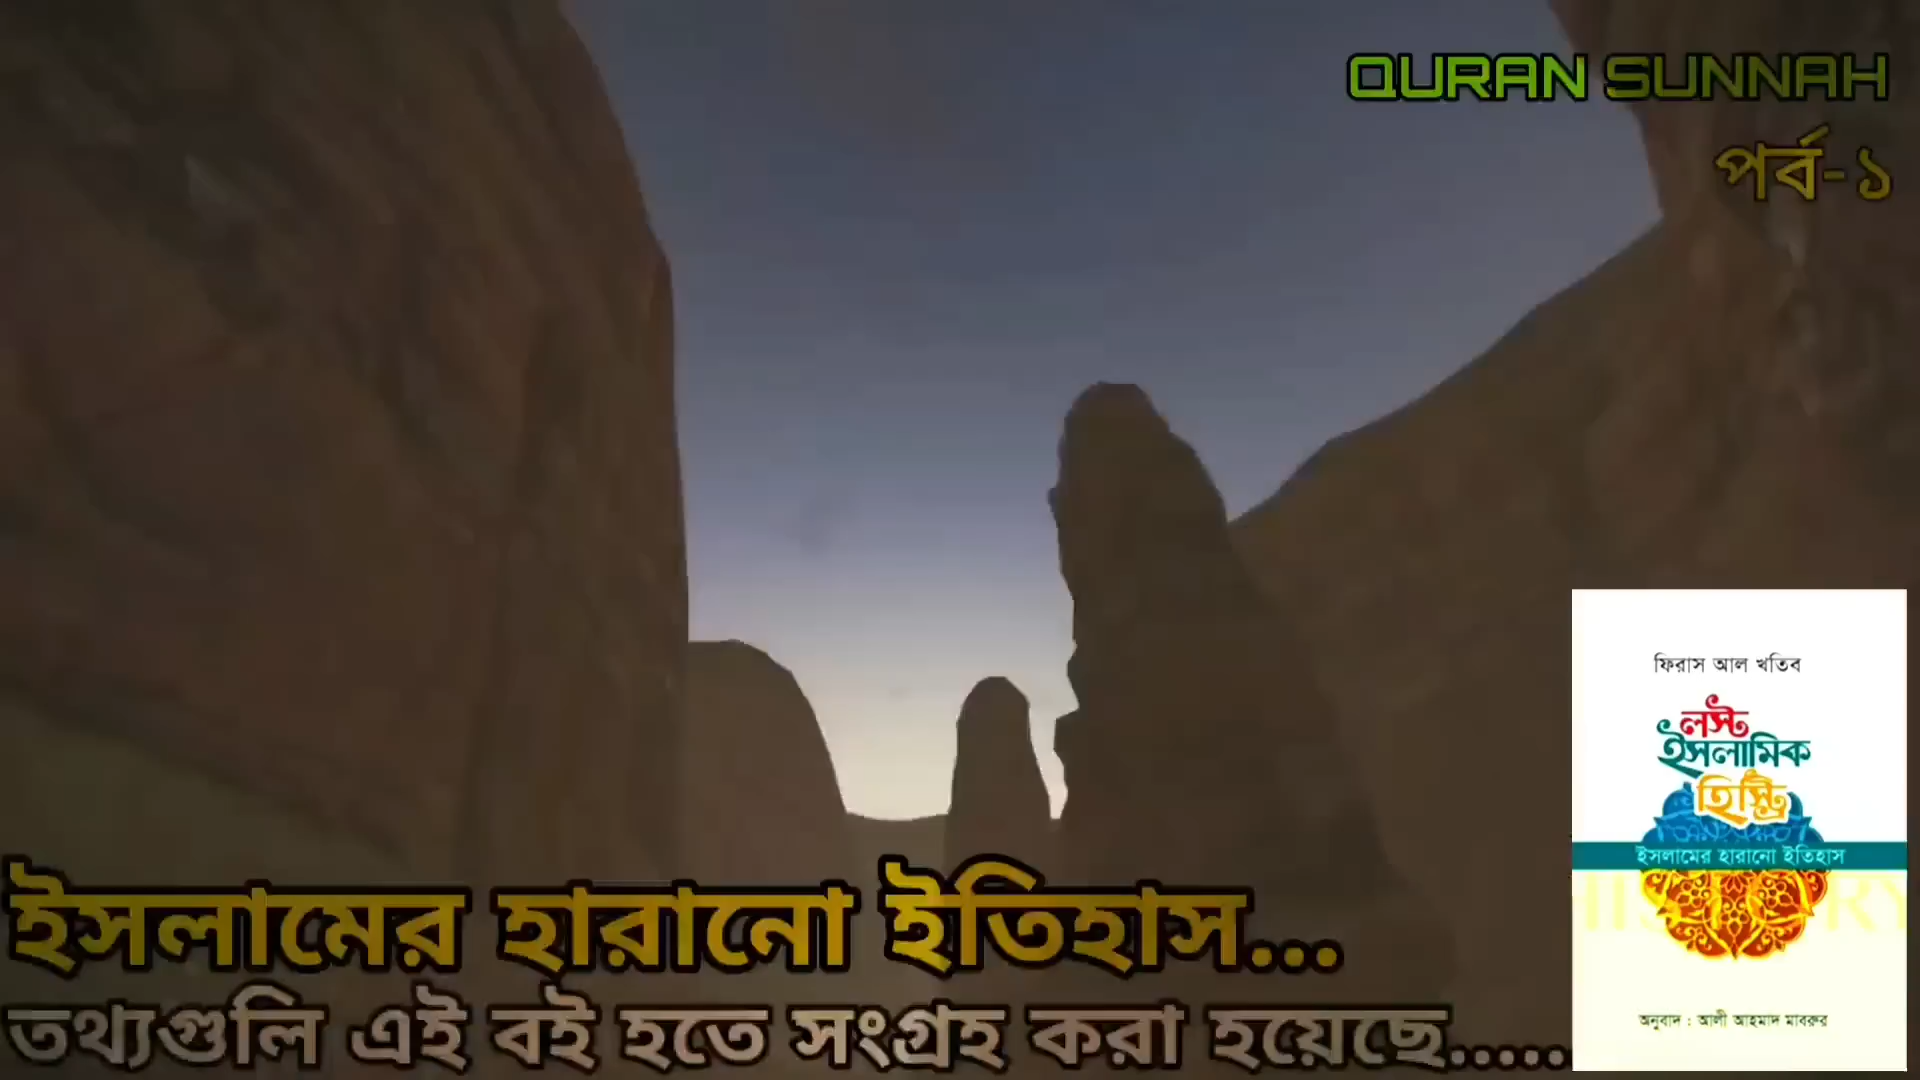 QURAN SUNNAH
পর্ব-১
ফিরাস আল খতিব
লস্ট
ইসলামিক
হিস্ট্রি
ইসলামের হারানো ইতিহাস
অনুবাদ : আলী আহমাদ মাবরুর
ইসলামের হারানো ইতিহাস...
তথ্যগুলি এই বই হতে সংগ্রহ করা হয়েছে.....